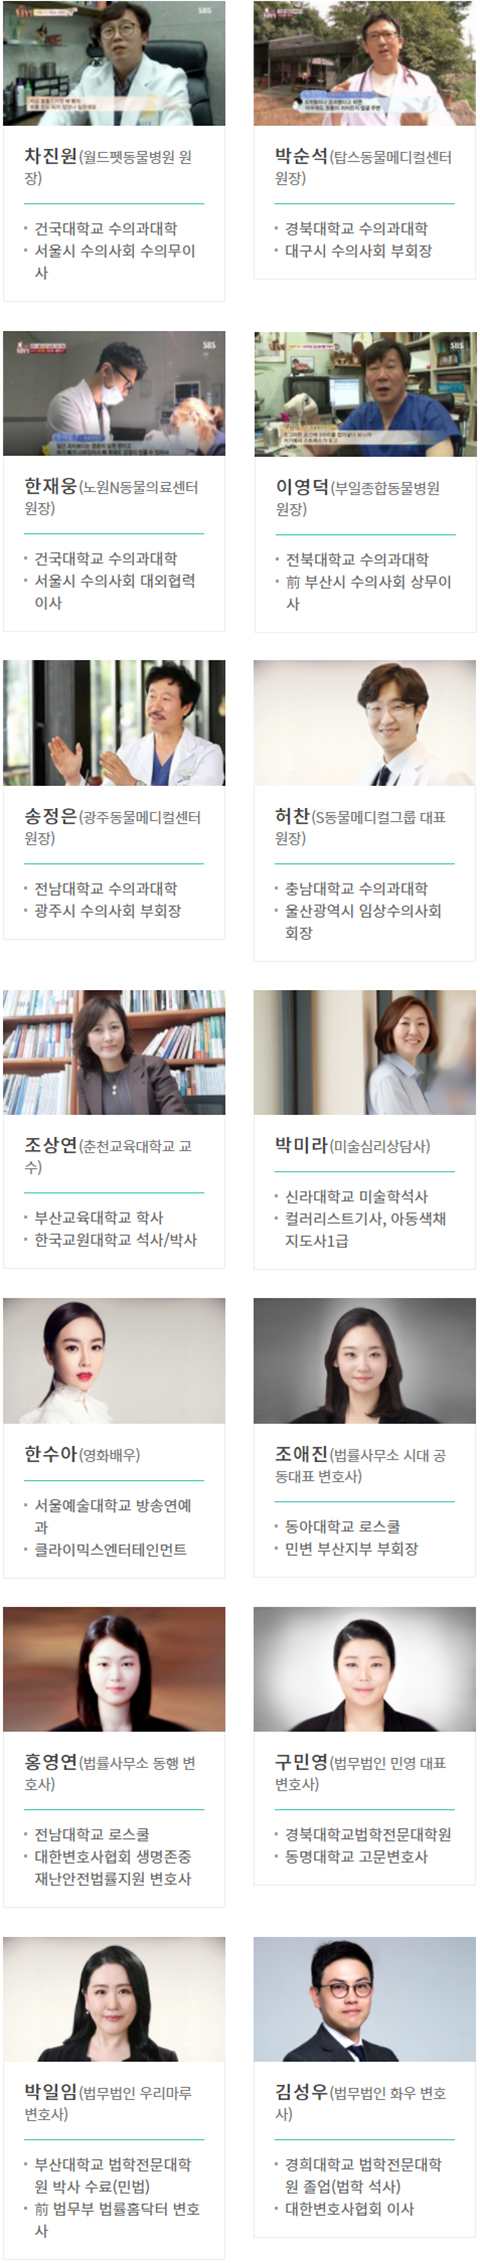 SBS
차진원(월드펫동물병원 원
장)
건국대학교 수의과대학
서울시 수의사회 수의무이
사
박순석(탑스동물메디컬센터
원장)
경북대학교 수의과대학
대구시 수의사회 부회장
SBS
한재웅(노원N동물의료센터
원장)
건국대학교 수의과대학
서울시 수의사회 대외협력
이사
SBS
이영덕(부일종합동물병원
원장)
전북대학교 수의과대학
前 부산시 수의사회 상무이
사
송정은(광주동물메디컬센터
원장)
전남대학교 수의과대학
광주시 수의사회 부회장
허찬(S동물메디컬그룹 대표
원장)
충남대학교 수의과대학
울산광역시 임상수의사회
회장
조상연(춘천교육대학교 교
수)
부산교육대학교 학사
한국교원대학교 석사/박사
박미라(미술심리상담사)
신라대학교 미술학석사
컬러리스트기사, 아동색채
지도사1급
한수아(영화배우)
서울예술대학교 방송연예
과
클라이믹스엔터테인먼트
조애진(법률사무소 시대 공
동대표 변호사)
동아대학교 로스쿨
민변 부산지부 부회장
홍영연(법률사무소 동행 변
호사)
전남대학교 로스쿨
대한변호사협회 생명존중
재난안전법률지원 변호사
구민영(법무법인 민영 대표
변호사)
경북대학교법학전문대학원
동명대학교 고문변호사
박일임(법무법인 우리마루
변호사)
부산대학교 법학전문대학
원 박사 수료(민법)
前 법무부 법률홈닥터 변호
사
김성우(법무법인 화우 변호
사)
경희대학교 법학전문대학
원 졸업(법학 석사)
대한변호사협회 이사